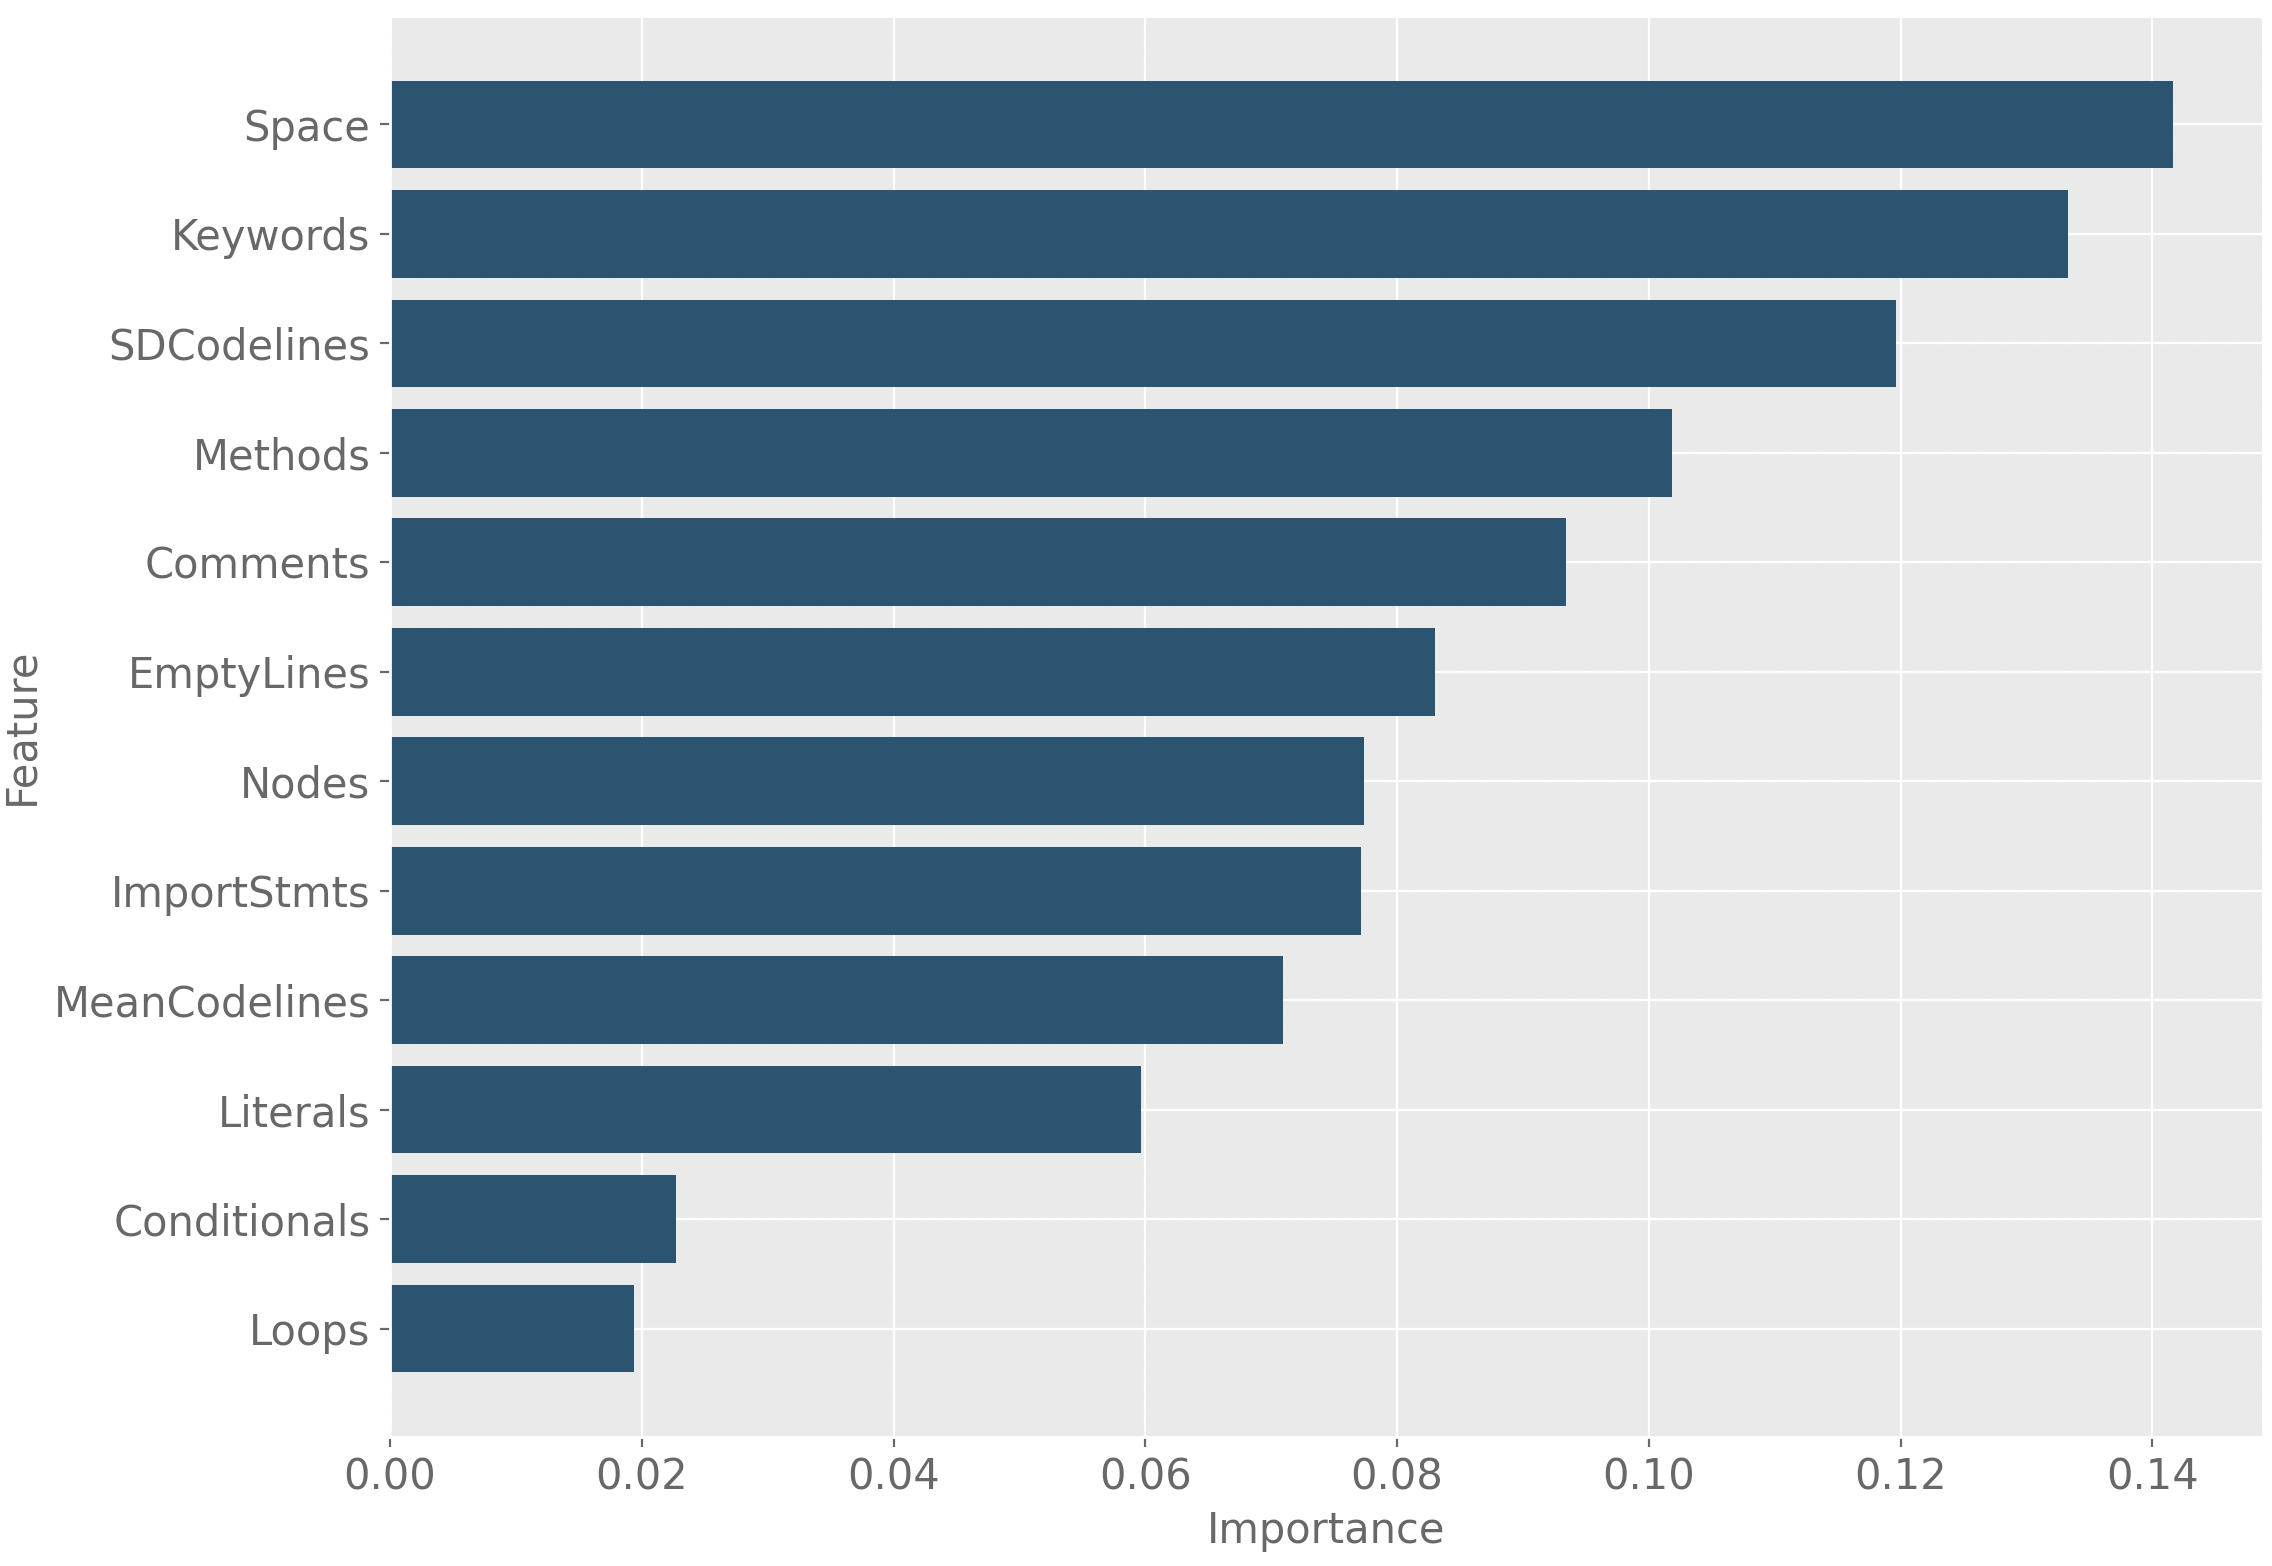 Space
Keywords
SDCodelines
Methods
Comments
EmptyLines
Nodes
ImportStmts
MeanCodelines
Literals
Conditionals
Loops
Feature
0.00 0.02 0.04 0.06 0.08 0.10 0.12 0.14
Importance